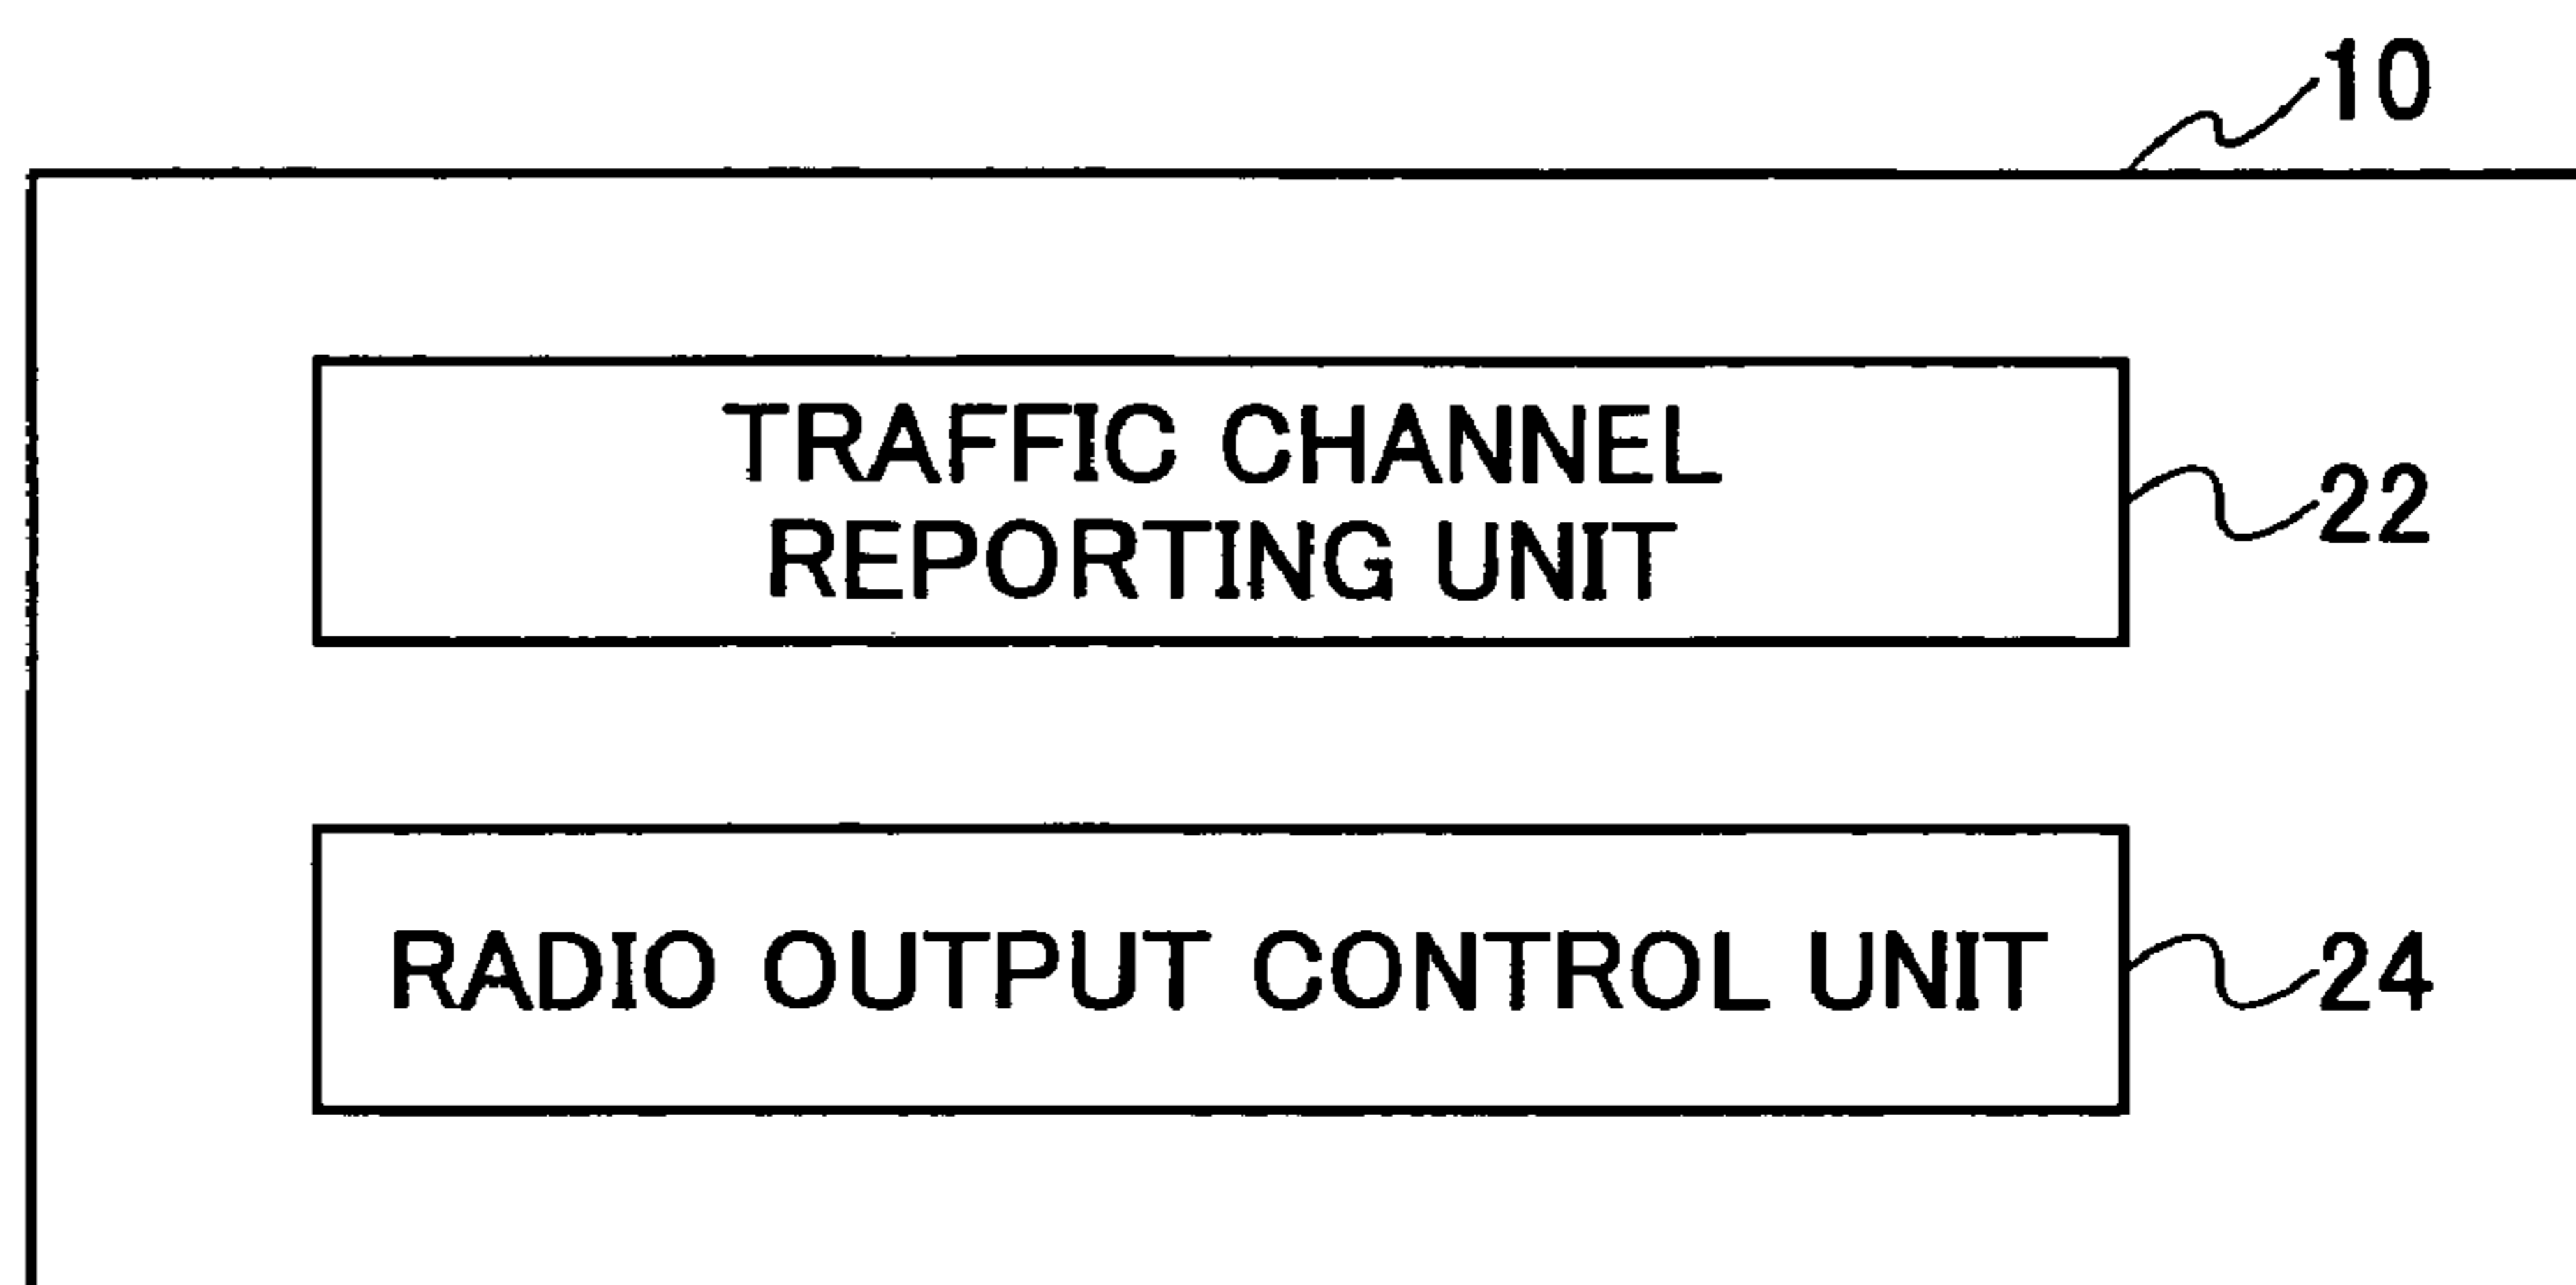 10
TRAFFIC CHANNEL
REPORTING UNIT
22
RADIO OUTPUT CONTROL UNIT
24